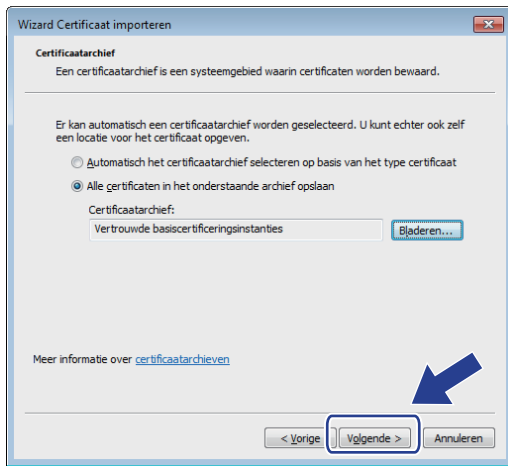 Wizard Certificaat importeren
Certificaatarchief
Een certificaatarchief is een systeemgebied waarin certificaten worden bewaard.
Er kan automatisch een certificaatarchief worden geselecteerd. U kunt echter ook zelf
een locatie voor het certificaat opgeven.
Automatisch het certificaatarchief selecteren op basis van het type certificaat
Alle certificaten in het onderstaande archief opslaan
Certificaatarchief:
Vertrouwde basiscertificeringsinstanties
Bladeren...
Meer informatie over certificaatarchieven
< Vorige
Volgende >
Annuleren